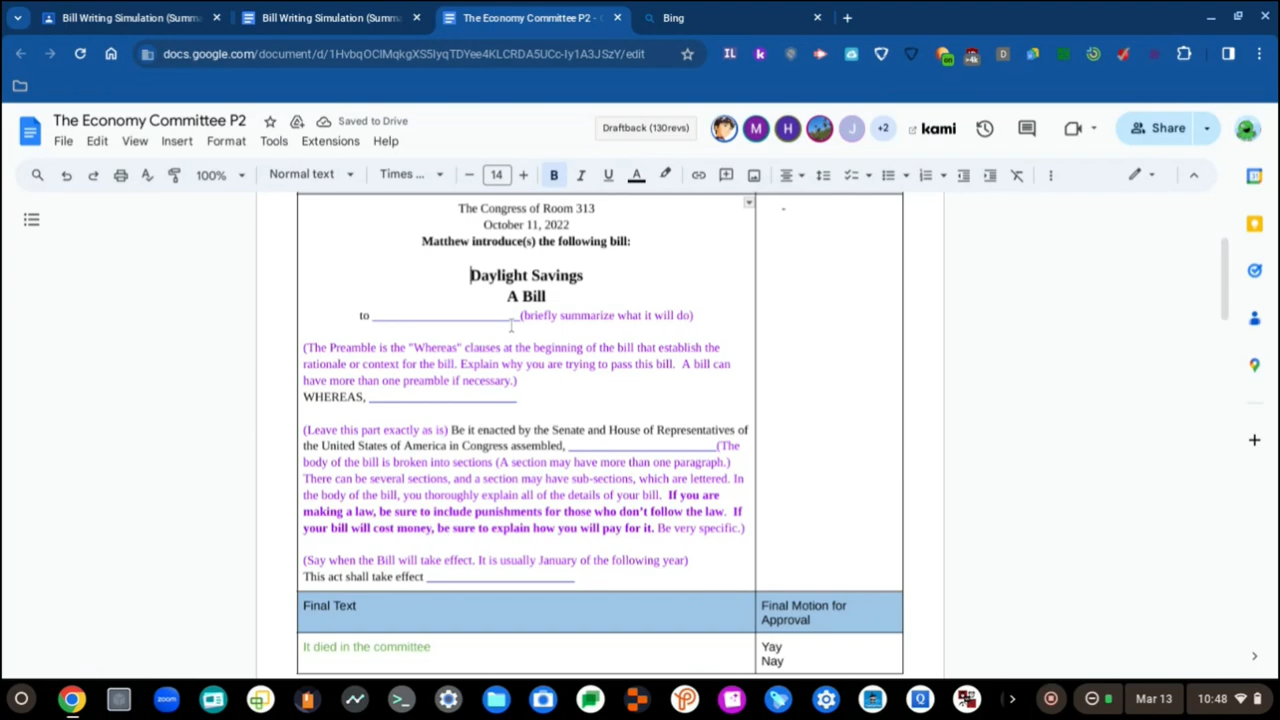 Bill Writing Simulation (Summ
Bill Writing Simulation (Summ
The Economy Committee P2 -
Bing
docs.google.com/document/d/1HvbqOClMqkgXS5IyqTDYee4KLCRDA5UCc-Iy1A3JSzY/edit
The Economy Committee P2
Saved to Drive
File Edit View Insert Format Tools Extensions Help
Draftback (130revs)
M H J +2
kami
Share
100%
Normal text
Times ...
14
B I U A
The Congress of Room 313
October 11, 2022
Matthew introduce(s) the following bill:
Daylight Savings
A Bill
to ____________________(briefly summarize what it will do)
(The Preamble is the "Whereas" clauses at the beginning of the bill that establish the
rationale or context for the bill. Explain why you are trying to pass this bill. A bill can
have more than one preamble if necessary.)
WHEREAS, ____________________
(Leave this part exactly as is) Be it enacted by the Senate and House of Representatives of
the United States of America in Congress assembled, ____________________(The
body of the bill is broken into sections (A section may have more than one paragraph.)
There can be several sections, and a section may have sub-sections, which are lettered. In
the body of the bill, you thoroughly explain all of the details of your bill. If you are
making a law, be sure to include punishments for those who don't follow the law. If
your bill will cost money, be sure to explain how you will pay for it. Be very specific.)
(Say when the Bill will take effect. It is usually January of the following year)
This act shall take effect ____________________
-
Final Text
Final Motion for
Approval
It died in the committee
Yay
Nay
zoom
Mar 13
10:48